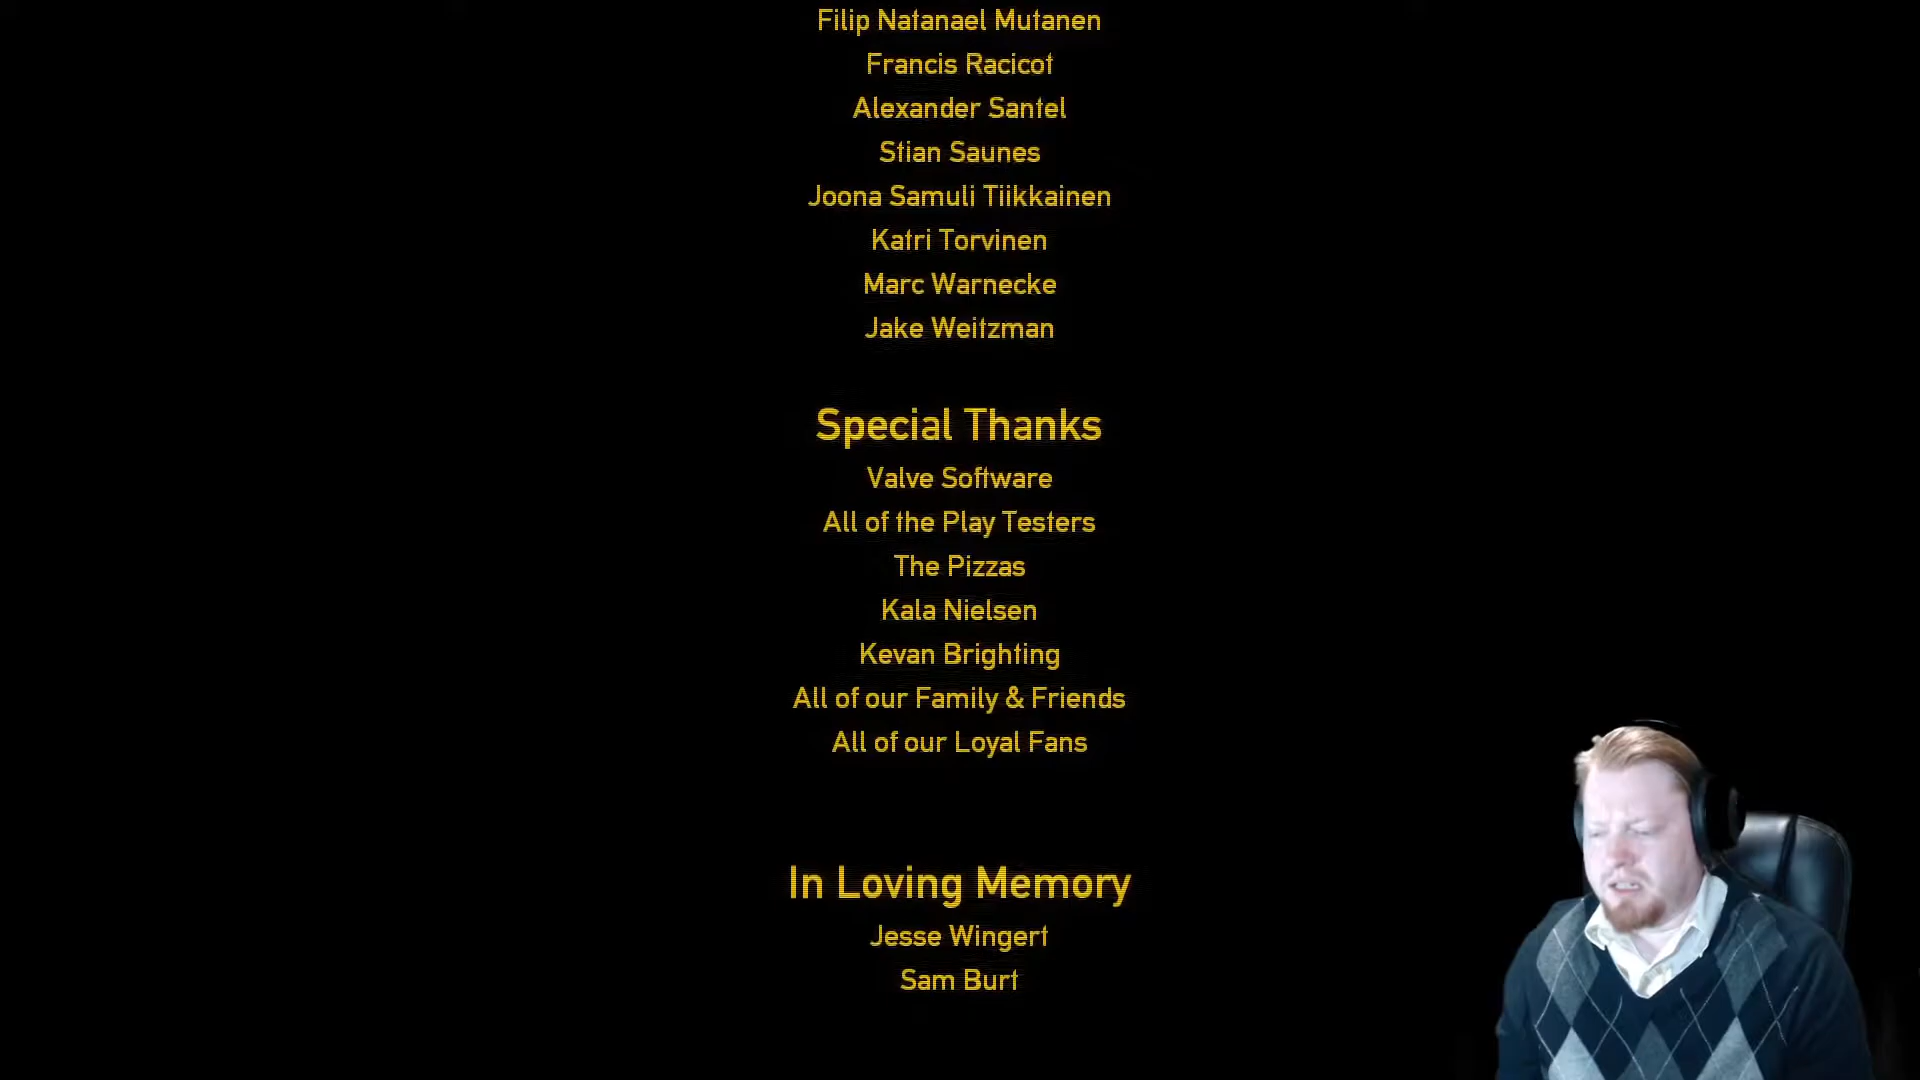 Filip Natanael Mutanen
Francis Racicot
Alexander Santel
Stian Saunes
Joona Samuli Tiikkainen
Katri Torvinen
Marc Warnecke
Jake Weitzman
Special Thanks
Valve Software
All of the Play Testers
The Pizzas
Kala Nielsen
Kevan Brighting
All of our Family & Friends
All of our Loyal Fans
In Loving Memory
Jesse Wingert
Sam Burt